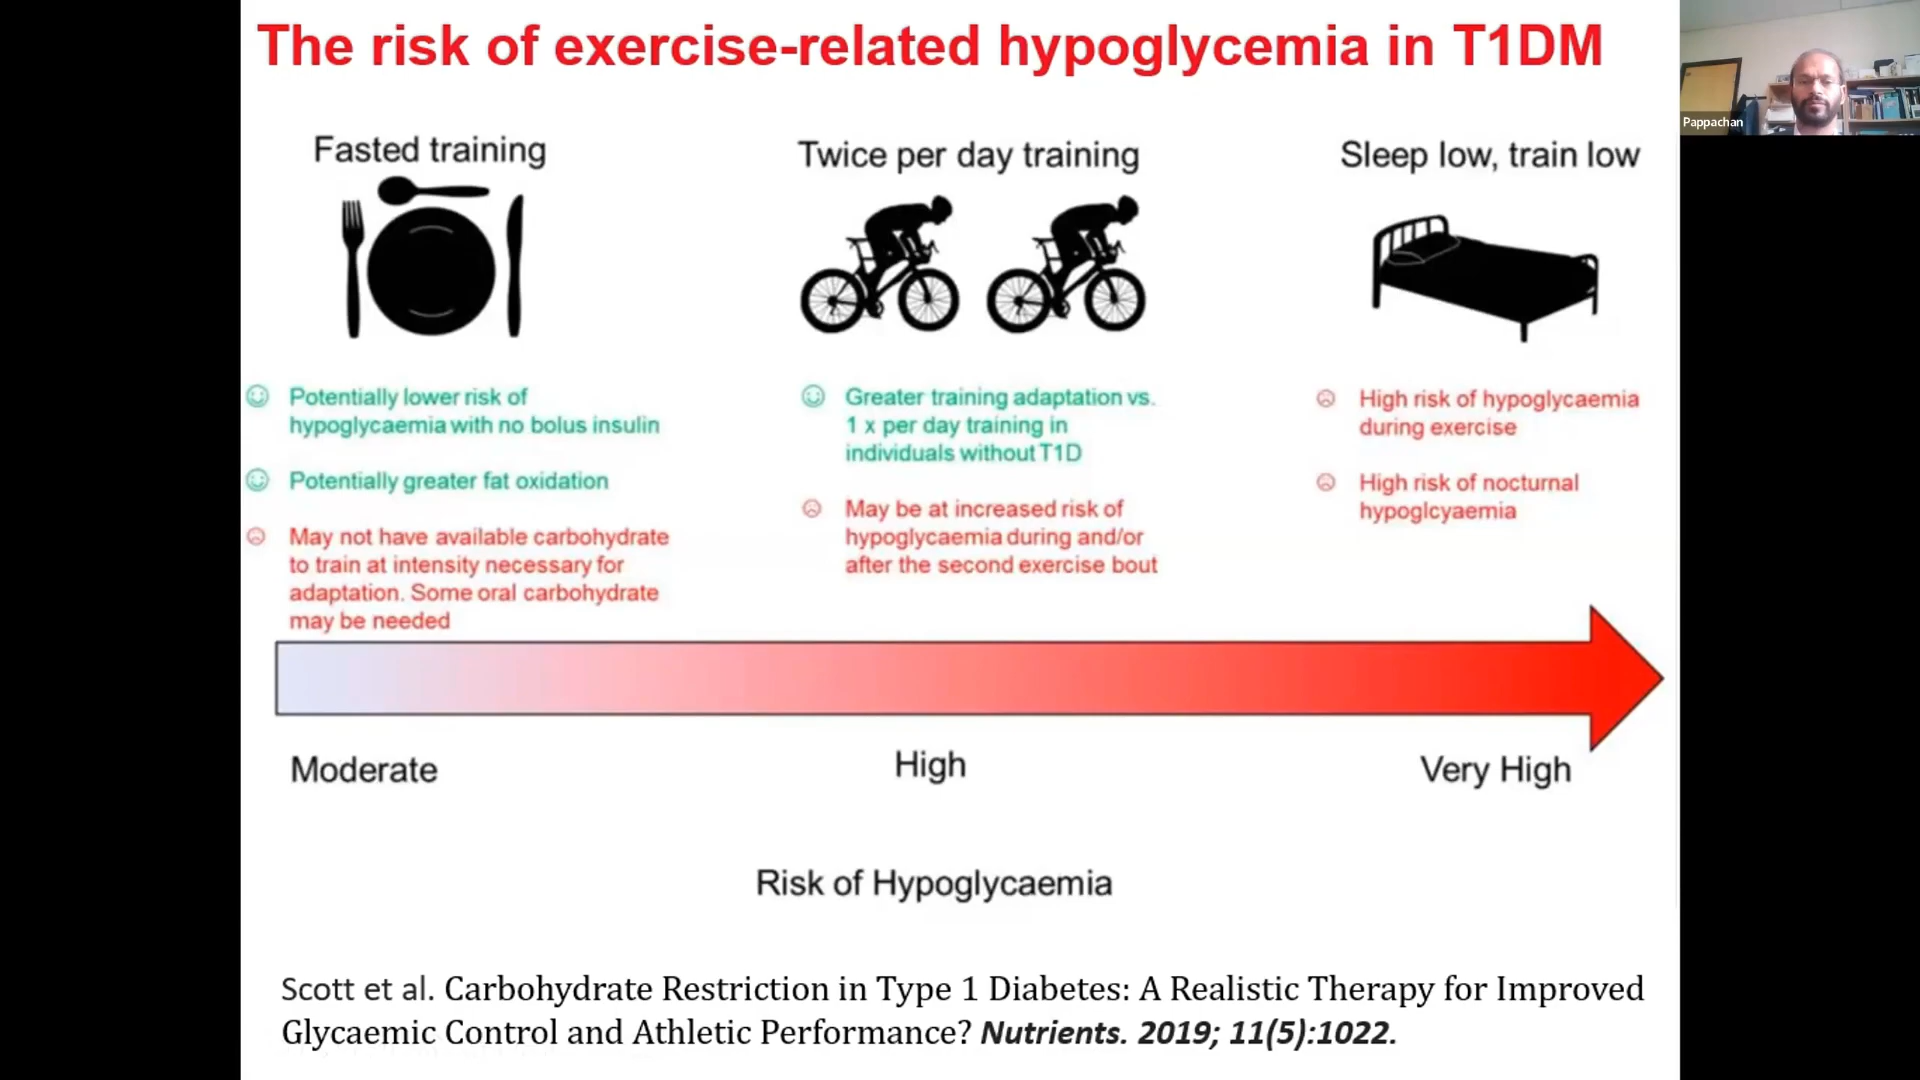 The risk of exercise-related hypoglycemia in T1DM
Pappachan
Fasted training
Twice per day training
Sleep low, train low
Potentially lower risk of
hypoglycaemia with no bolus insulin
Potentially greater fat oxidation
May not have available carbohydrate
to train at intensity necessary for
adaptation. Some oral carbohydrate
may be needed
Greater training adaptation vs.
1 x per day training in
individuals without T1D
May be at increased risk of
hypoglycaemia during and/or
after the second exercise bout
High risk of hypoglycaemia
during exercise
High risk of nocturnal
hypoglcyaemia
Moderate
High
Very High
Risk of Hypoglycaemia
Scott et al. Carbohydrate Restriction in Type 1 Diabetes: A Realistic Therapy for Improved
Glycaemic Control and Athletic Performance? Nutrients. 2019; 11(5):1022.